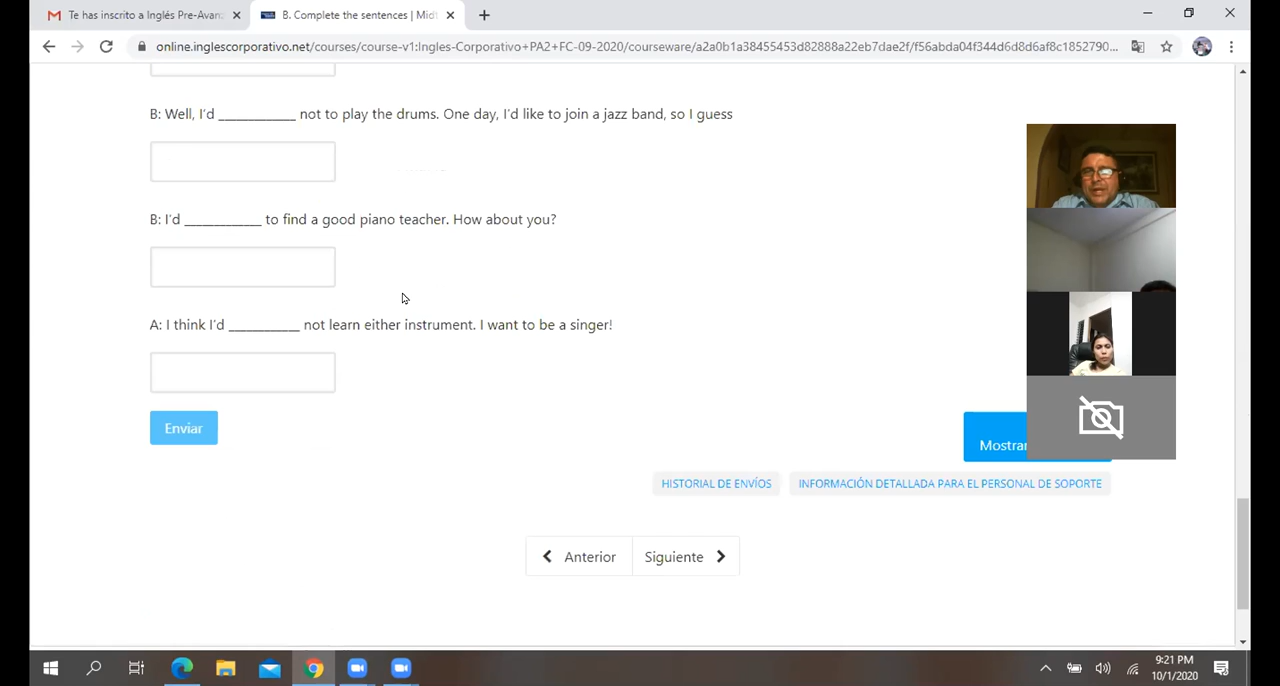 Te has inscrito a Inglés Pre-Avan
B. Complete the sentences | Mid
online.inglescorporativo.net/courses/course-v1:Ingles-Corporativo+PA2+FC-09-2020/courseware/a2a0b1a38455453d82888a22eb7dae2f/f56abda04f344d6d8d6af8c1852790...
B: Well, I'd ____________ not to play the drums. One day, I'd like to join a jazz band, so I guess
B: I'd ____________ to find a good piano teacher. How about you?
A: I think I'd ___________ not learn either instrument. I want to be a singer!
Enviar
Mostrar
HISTORIAL DE ENVÍOS
INFORMACIÓN DETALLADA PARA EL PERSONAL DE SOPORTE
Anterior
Siguiente
9:21 PM
10/1/2020